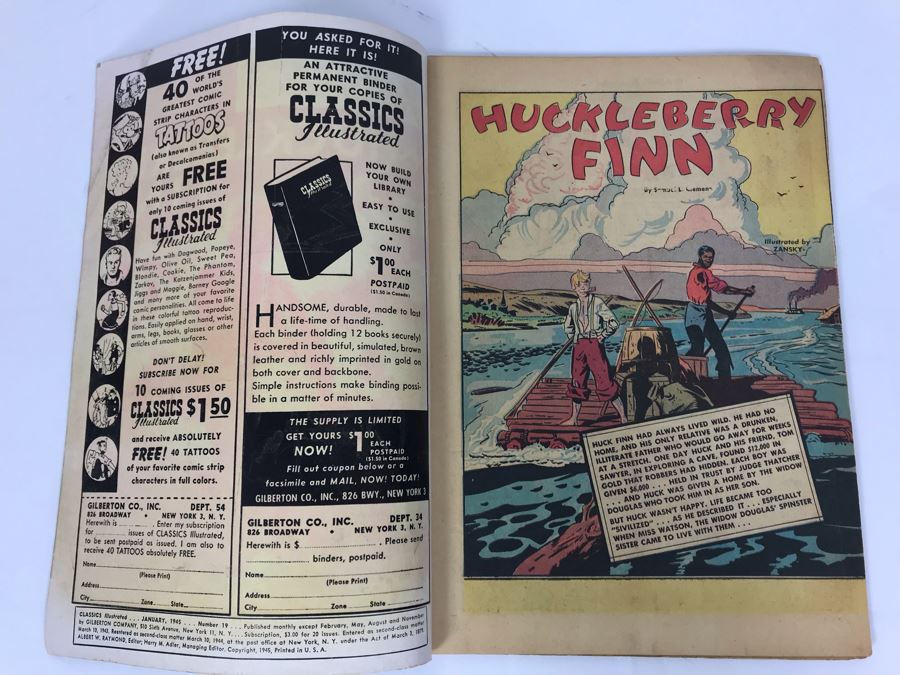 FREE!
40 OF THE
WORLD'S
GREATEST COMIC
STRIP CHARACTERS IN
TATTOOS
(also known as Transfers
or Decalcomanias)
ARE
YOURS FREE
with a SUBSCRIPTION for
only 10 coming issues of
CLASSICS
Illustrated
Have fun with Dagwood, Popeye,
Wimpy, Olive Oil, Sweet Pea,
Blondie, Cookie, The Phantom,
Zarkov, The Katzenjammer Kids,
Jiggs and Maggie, Barney Google
and many more of your favorite
comic personalities. All come to life
in these colorful tattoo reproduc-
tions. Easily applied on hand, wrist,
arms, legs, books, glasses or other
articles of smooth surfaces.
DON'T DELAY!
SUBSCRIBE NOW FOR
10 COMING ISSUES OF
CLASSICS Illustrated $1.50
and receive ABSOLUTELY
FREE! 40 TATTOOS
of your favorite comic strip
characters in full colors.
GILBERTON CO., INC. DEPT. 54
826 BROADWAY • NEW YORK 3, N. Y.
Herewith is ......... Enter my subscription
for ......... issues of CLASSICS Illustrated,
to be sent postpaid as issued. I am also to
receive 40 TATTOOS absolutely FREE.
Name
(Please Print)
Address
City Zone State
YOU ASKED FOR IT!
HERE IT IS!
AN ATTRACTIVE
PERMANENT BINDER
FOR YOUR COPIES OF
CLASSICS
Illustrated
CLASSICS
Illustrated
NOW BUILD
YOUR OWN
LIBRARY
•
EASY TO USE
•
EXCLUSIVE
•
ONLY
$1.00 EACH
POSTPAID
($1.50 in Canada)
HANDSOME, durable, made to last
a life-time of handling.
Each binder (holding 12 books securely)
is covered in beautiful, simulated, brown
leather and richly imprinted in gold on
both cover and backbone.
Simple instructions make binding possi-
ble in a matter of minutes.
THE SUPPLY IS LIMITED
GET YOURS NOW! $1.00 EACH POSTPAID
($1.50 in Canada)
Fill out coupon below or a
facsimile and MAIL, NOW! TODAY!
GILBERTON CO., INC., 826 BWY., NEW YORK 3
GILBERTON CO., INC. DEPT. 34
826 BROADWAY • NEW YORK 3, N. Y.
Herewith is $ ......... Please send
......... binders, postpaid.
Name
(Please Print)
Address
City Zone State
CLASSICS Illustrated . . . JANUARY, 1945 . . . Number 19 . . . Published monthly except February, May, August and November
by GILBERTON COMPANY, 510 Sixth Avenue, New York 11, N. Y. . . . Subscription, $3.00 for 20 issues. Entered as second-class matter
March 10, 1943. Reentered as second-class matter March 10, 1944, at the post office at New York, N. Y. under the Act of March 3, 1879.
ALBERT W. RAYMOND, Editor; Harry M. Adler, Managing Editor. Copyright, 1945, Printed in U. S. A.
HUCKLEBERRY
FINN
By Samuel L. Clemens
Illustrated by
ZANSKY
HUCK FINN HAD ALWAYS LIVED WILD. HE HAD NO
HOME, AND HIS ONLY RELATIVE WAS A DRUNKEN,
ILLITERATE FATHER WHO WOULD GO AWAY FOR WEEKS
AT A STRETCH. ONE DAY HUCK AND HIS FRIEND, TOM
SAWYER, IN EXPLORING A CAVE, FOUND $12,000 IN
GOLD THAT ROBBERS HAD HIDDEN. EACH BOY WAS
GIVEN $6,000 . . . HELD IN TRUST BY JUDGE THATCHER
. . . AND HUCK WAS GIVEN A HOME BY THE WIDOW
DOUGLAS WHO TOOK HIM IN AS HER SON.
BUT HUCK WASN'T HAPPY. LIFE BECAME TOO
"SIVILIZED" . . . AS HE DESCRIBED IT . . . ESPECIALLY
WHEN MISS WATSON, THE WIDOW DOUGLAS' SPINSTER
SISTER CAME TO LIVE WITH THEM . . .